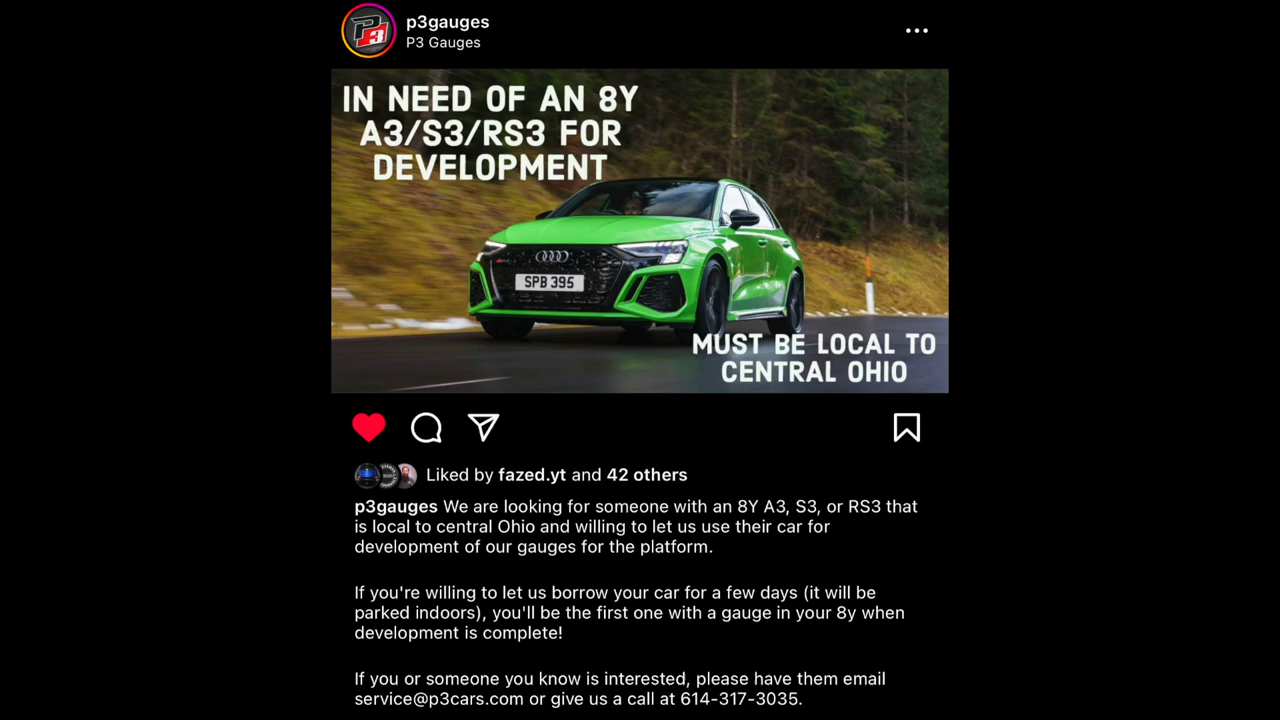 p3gauges
P3 Gauges
IN NEED OF AN 8Y
A3/S3/RS3 FOR
DEVELOPMENT
SPB 395
MUST BE LOCAL TO
CENTRAL OHIO
Liked by fazed.yt and 42 others
p3gauges We are looking for someone with an 8Y A3, S3, or RS3 that
is local to central Ohio and willing to let us use their car for
development of our gauges for the platform.
If you're willing to let us borrow your car for a few days (it will be
parked indoors), you'll be the first one with a gauge in your 8y when
development is complete!
If you or someone you know is interested, please have them email
service@p3cars.com or give us a call at 614-317-3035.